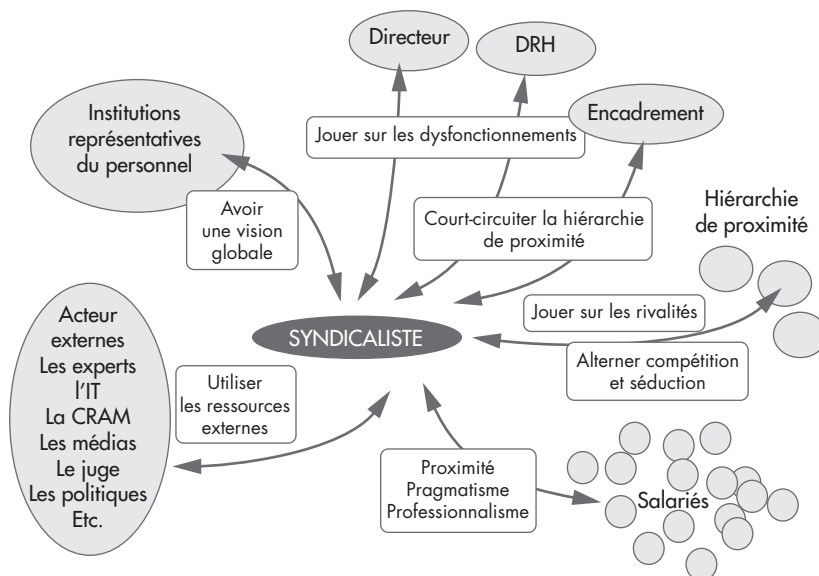 Directeur
DRH
Encadrement
Institutions
représentatives
du personnel
Jouer sur les dysfonctionnements
Avoir
une vision
globale
Court-circuiter la hiérarchie
de proximité
Hiérarchie
de proximité
Jouer sur les rivalités
SYNDICALISTE
Alterner compétition
et séduction
Acteur
externes
Les experts
l'IT
La CRAM
Les médias
Le juge
Les politiques
Etc.
Utiliser
les ressources
externes
Proximité
Pragmatisme
Professionnalisme
Salariés